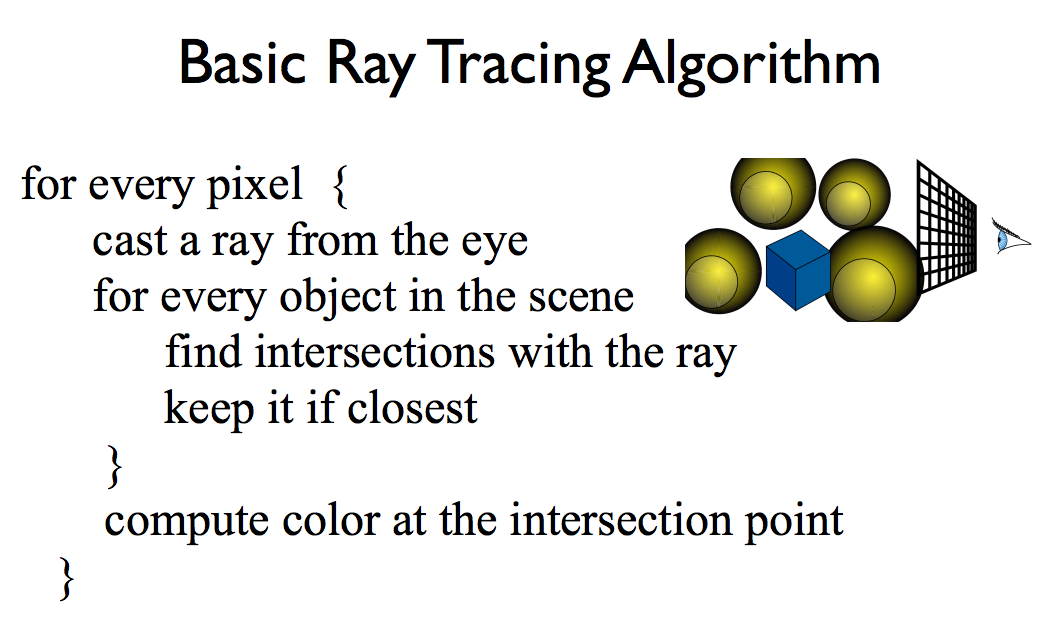 Basic Ray Tracing Algorithm
for every pixel {
cast a ray from the eye
for every object in the scene
find intersections with the ray
keep it if closest
}
compute color at the intersection point
}